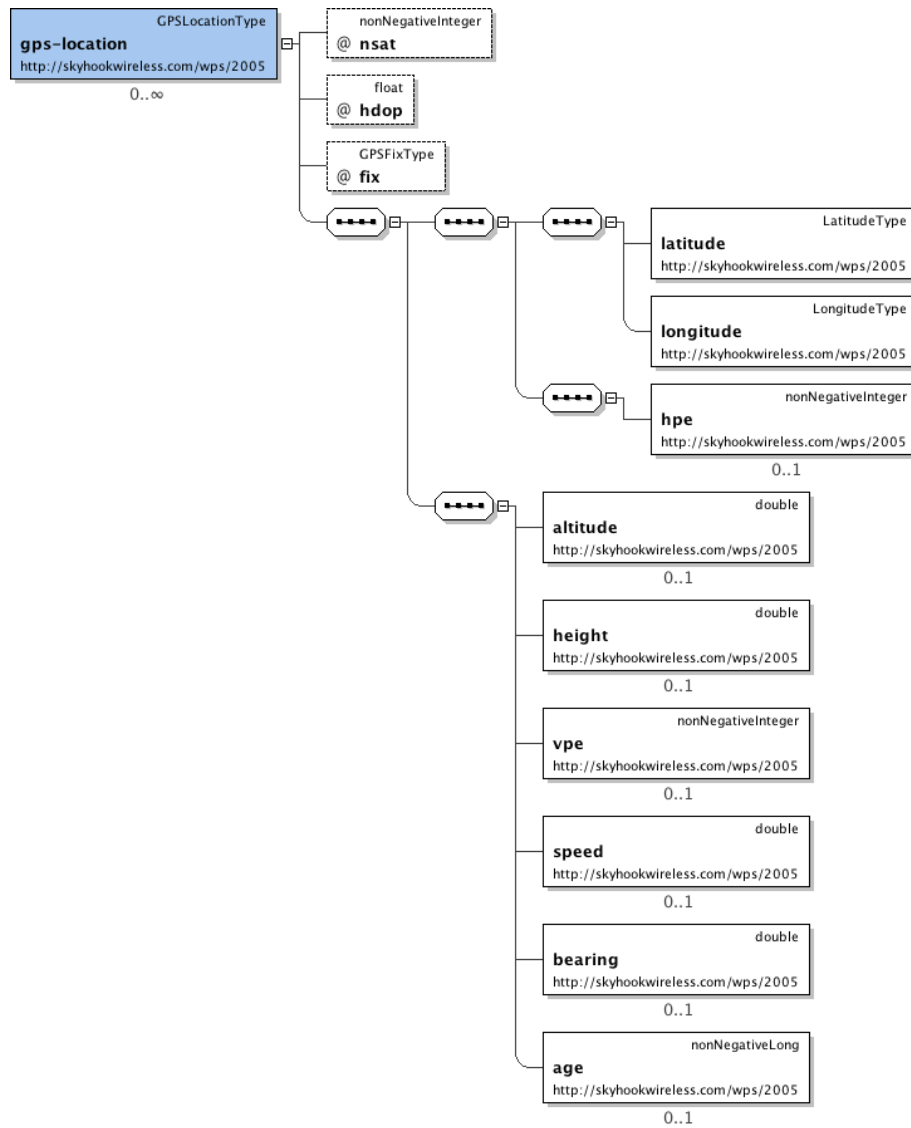 GPSLocationType
gps-location
http://skyhookwireless.com/wps/2005
0..∞
nonNegativeInteger
@ nsat
float
@ hdop
GPSFixType
@ fix
LatitudeType
latitude
http://skyhookwireless.com/wps/2005
LongitudeType
longitude
http://skyhookwireless.com/wps/2005
nonNegativeInteger
hpe
http://skyhookwireless.com/wps/2005
0..1
double
altitude
http://skyhookwireless.com/wps/2005
0..1
double
height
http://skyhookwireless.com/wps/2005
0..1
nonNegativeInteger
vpe
http://skyhookwireless.com/wps/2005
0..1
double
speed
http://skyhookwireless.com/wps/2005
0..1
double
bearing
http://skyhookwireless.com/wps/2005
0..1
nonNegativeLong
age
http://skyhookwireless.com/wps/2005
0..1